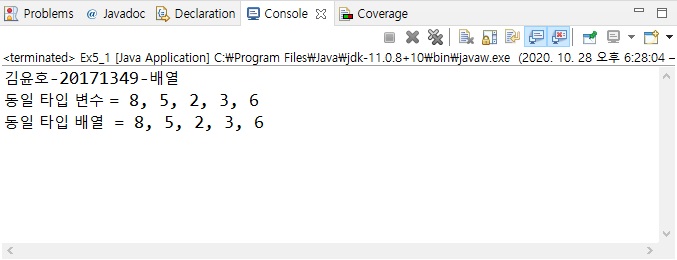 Problems @ Javadoc Declaration Console Coverage
<terminated> Ex5_1 [Java Application] C:₩Program Files₩Java₩jdk-11.0.8+10₩bin₩javaw.exe (2020. 10. 28 오후 6:28:04 –
김윤호-20171349-배열
동일 타입 변수 = 8, 5, 2, 3, 6
동일 타입 배열 = 8, 5, 2, 3, 6